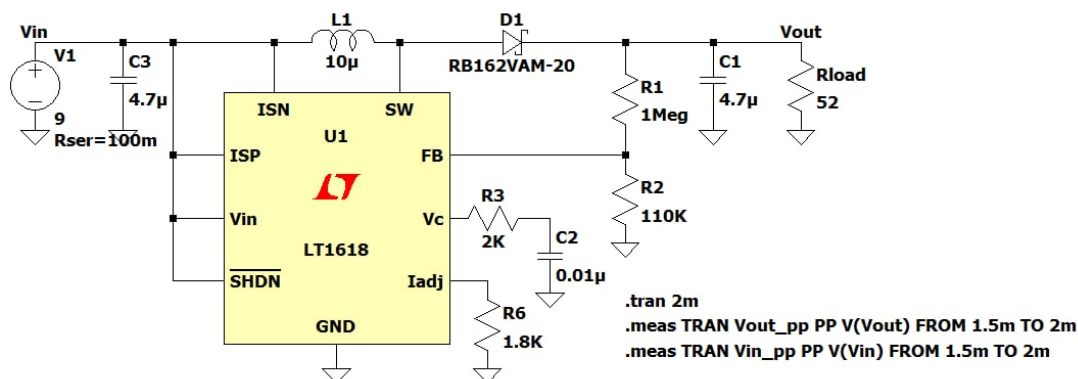 Vin
V1
9
Rser=100m
C3
4.7µ
L1
10µ
D1
RB162VAM-20
Vout
R1
1Meg
C1
4.7µ
Rload
52
ISN
SW
U1
ISP
FB
Vin
Vc
LT1618
SHDN
Iadj
GND
R2
110K
R3
2K
C2
0.01µ
R6
1.8K
.tran 2m
.meas TRAN Vout_pp PP V(Vout) FROM 1.5m TO 2m
.meas TRAN Vin_pp PP V(Vin) FROM 1.5m TO 2m